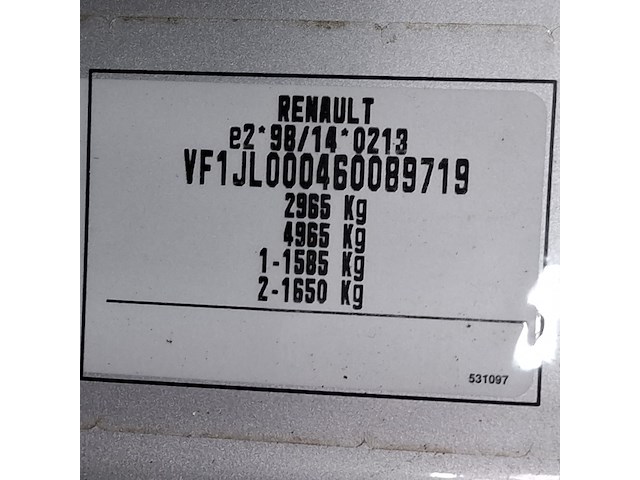 RENAULT
e2*98/14*0213
VF1JL000460089719
2965 Kg
4965 Kg
1-1585 Kg
2-1650 Kg
531097